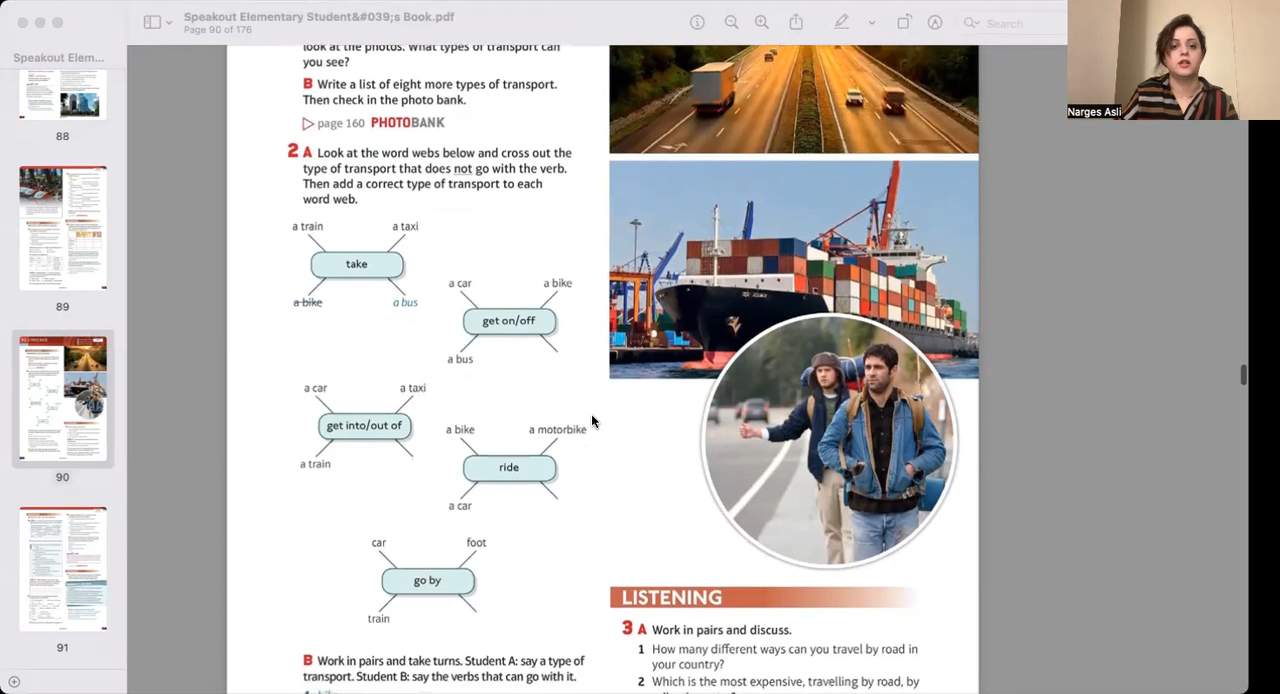 Speakout Elementary Student&#039;s Book.pdf
Page 90 of 176
Search
Narges Asli
Speakout Elem...
88
89
90
91
look at the photos. What types of transport can
you see?
B Write a list of eight more types of transport.
Then check in the photo bank.
page 160 PHOTOBANK
2 A Look at the word webs below and cross out the
type of transport that does not go with the verb.
Then add a correct type of transport to each
word web.
a train
a taxi
take
a bike
a bus
a car
a bike
get on/off
a bus
a car
a taxi
get into/out of
a train
a bike
a motorbike
ride
a car
car
foot
go by
train
B Work in pairs and take turns. Student A: say a type of
transport. Student B: say the verbs that can go with it.
LISTENING
3 A Work in pairs and discuss.
1 How many different ways can you travel by road in
your country?
2 Which is the most expensive, travelling by road, by